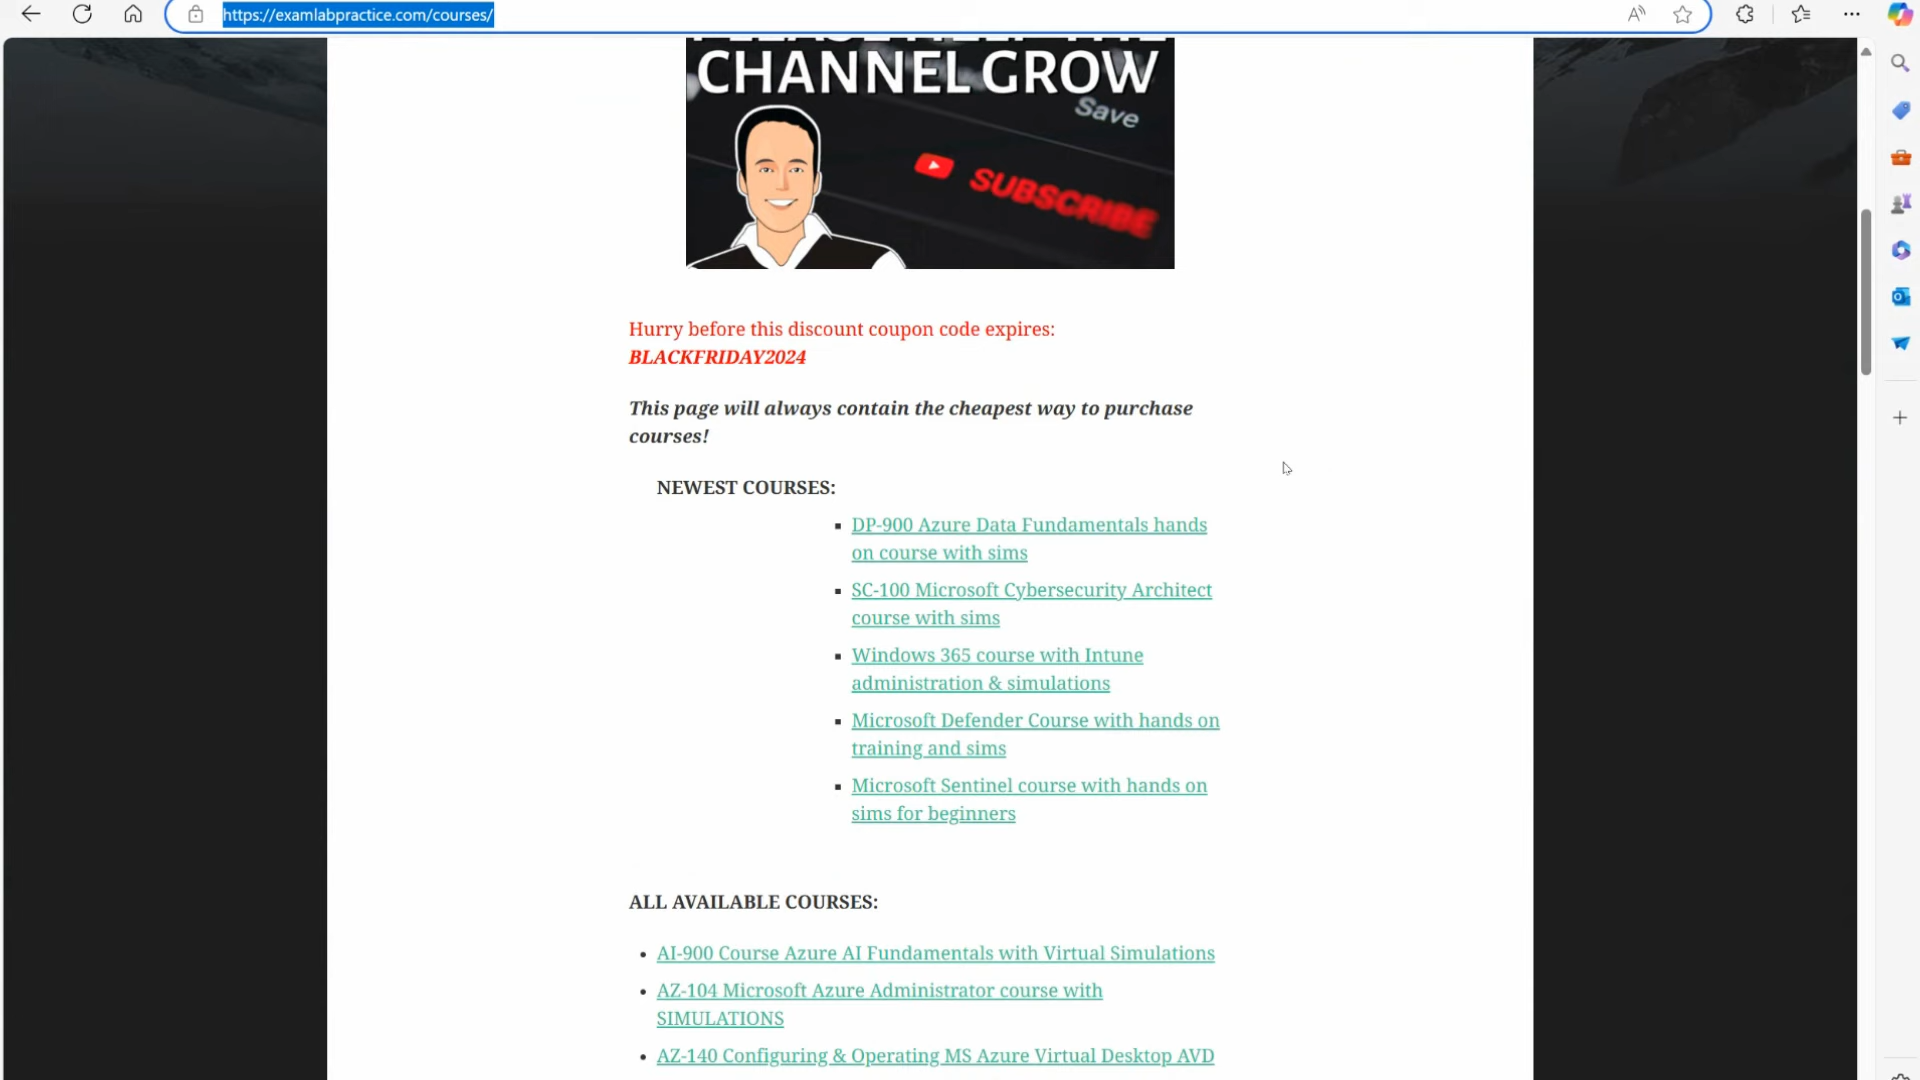 https://examlabpractice.com/courses/
CHANNEL GROW
Save
SUBSCRIBE
Hurry before this discount coupon code expires:
BLACKFRIDAY2024
This page will always contain the cheapest way to purchase
courses!
NEWEST COURSES:
DP-900 Azure Data Fundamentals hands
on course with sims
SC-100 Microsoft Cybersecurity Architect
course with sims
Windows 365 course with Intune
administration & simulations
Microsoft Defender Course with hands on
training and sims
Microsoft Sentinel course with hands on
sims for beginners
ALL AVAILABLE COURSES:
AI-900 Course Azure AI Fundamentals with Virtual Simulations
AZ-104 Microsoft Azure Administrator course with
SIMULATIONS
AZ-140 Configuring & Operating MS Azure Virtual Desktop AVD